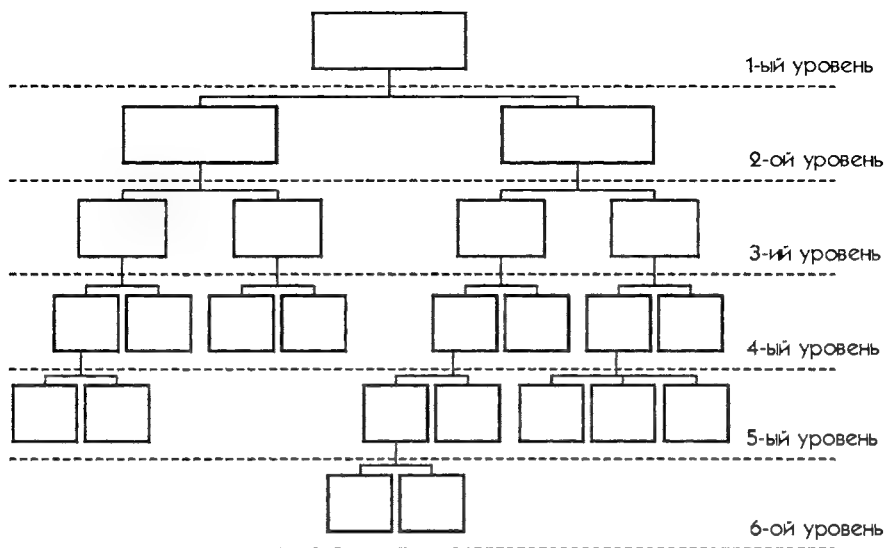 1-ый уровень
2-ой уровень
3-ий уровень
4-ый уровень
5-ый уровень
6-ой уровень